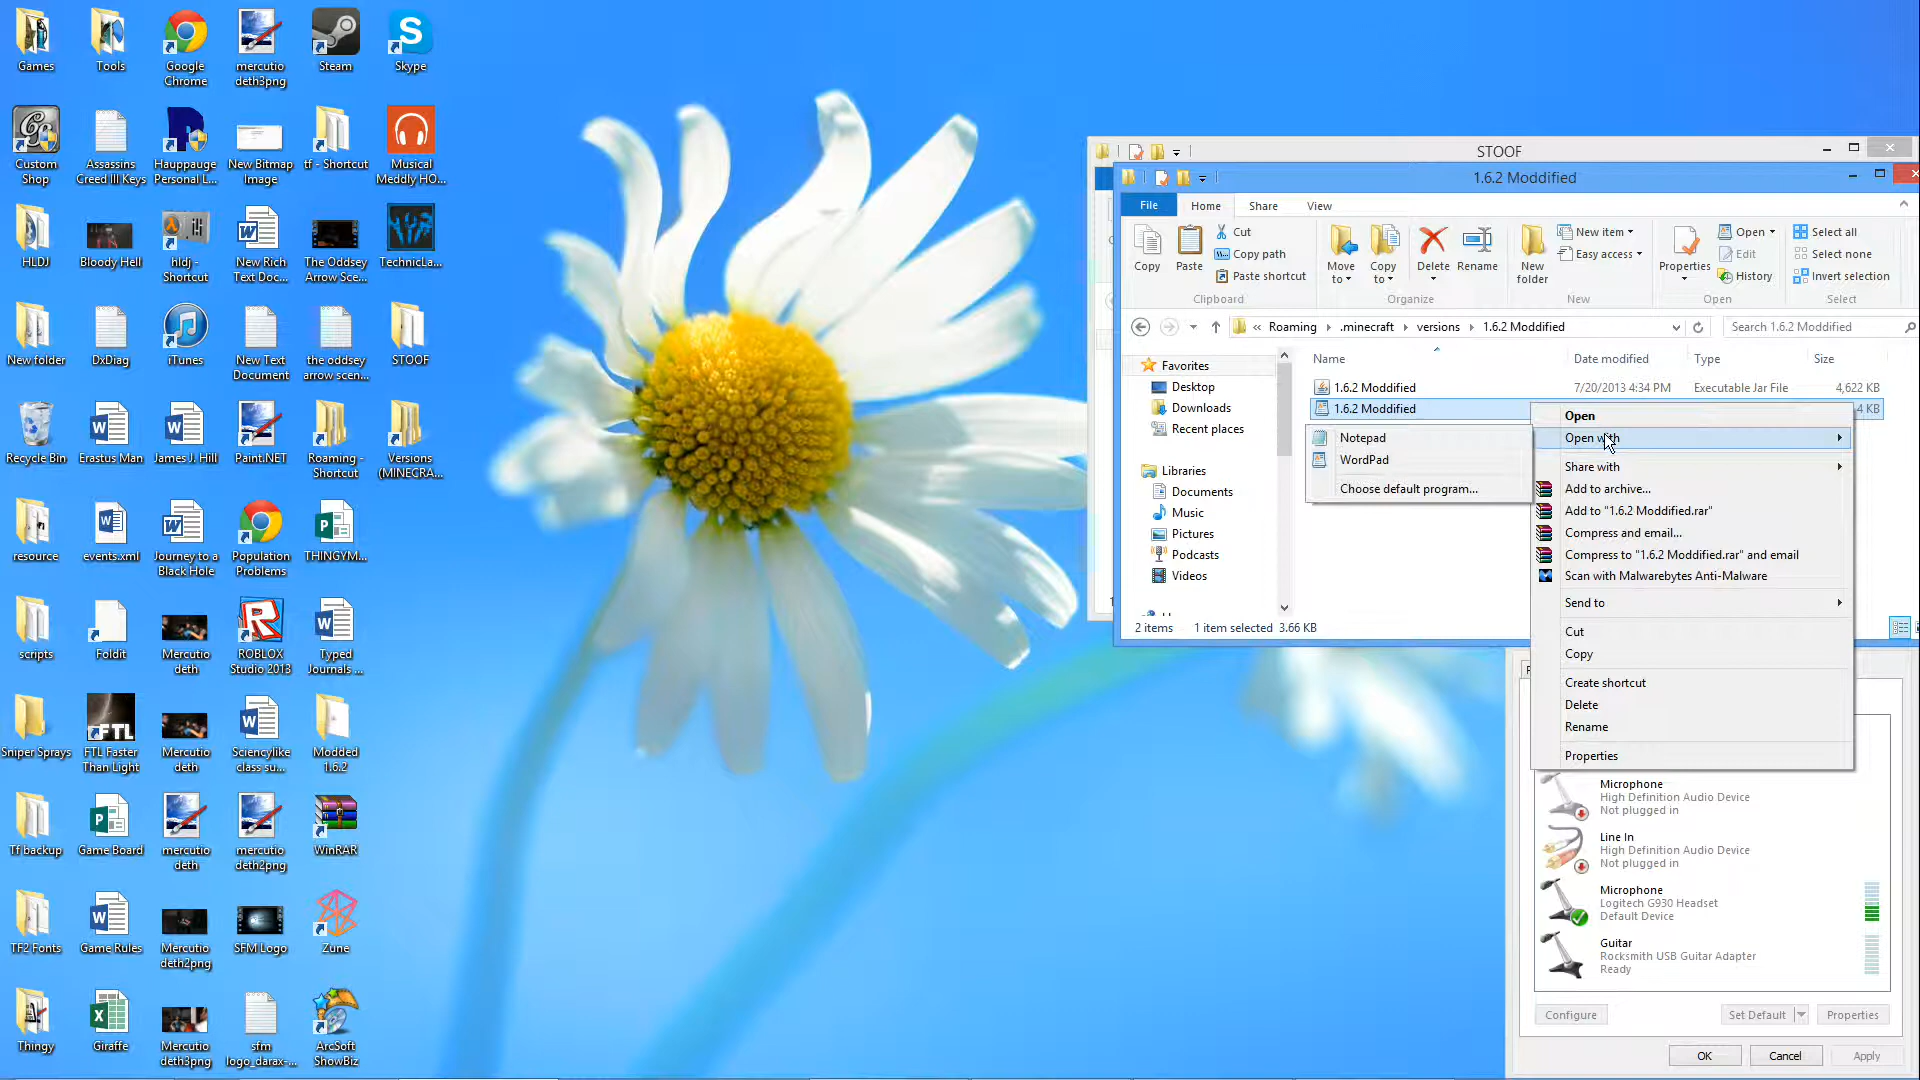 Games
Tools
Google
Chrome
mercutio
deth3png
Steam
Skype
Custom
Shop
Assassins
Creed III Keys
Hauppauge
Personal L...
New Bitmap
Image
tf - Shortcut
Musical
Meddly HO...
HLDJ
Bloody Hell
hldj -
Shortcut
New Rich
Text Doc...
The Oddsey
Arrow Sce...
TechnicLa...
New folder
DxDiag
iTunes
New Text
Document
the oddsey
arrow scen...
STOOF
Recycle Bin
Erastus Man
James J. Hill
Paint.NET
Roaming -
Shortcut
Versions
(MINECRA...
resource
events.xml
Journey to a
Black Hole
Population
Problems
THINGYM...
scripts
Foldit
Mercutio
deth
ROBLOX
Studio 2013
Typed
Journals ...
Sniper Sprays
FTL Faster
Than Light
Mercutio
deth
Sciencylike
class su...
Modded
1.6.2
Tf backup
Game Board
mercutio
deth
mercutio
deth2png
WinRAR
TF2 Fonts
Game Rules
Mercutio
deth2png
SFM Logo
Zune
Thingy
Giraffe
Mercutio
deth3png
sfm
logo_darax-...
ArcSoft
ShowBiz
STOOF
1.6.2 Moddified
File
Home
Share
View
Copy
Paste
Cut
Copy path
Paste shortcut
Clipboard
Move
to
Copy
to
Delete
Rename
Organize
New
folder
New item
Easy access
New
Properties
Open
Edit
History
Open
Select all
Select none
Invert selection
Select
« Roaming
.minecraft
versions
1.6.2 Moddified
Search 1.6.2 Moddified
Favorites
Desktop
Downloads
Recent places
Libraries
Documents
Music
Pictures
Podcasts
Videos
Name
Date modified
Type
Size
1.6.2 Moddified
7/20/2013 4:34 PM
Executable Jar File
4,622 KB
1.6.2 Moddified
4 KB
2 items
1 item selected 3.66 KB
Notepad
WordPad
Choose default program...
Open
Open with
Share with
Add to archive...
Add to "1.6.2 Moddified.rar"
Compress and email...
Compress to "1.6.2 Moddified.rar" and email
Scan with Malwarebytes Anti-Malware
Send to
Cut
Copy
Create shortcut
Delete
Rename
Properties
Microphone
High Definition Audio Device
Not plugged in
Line In
High Definition Audio Device
Not plugged in
Microphone
Logitech G930 Headset
Default Device
Guitar
Rocksmith USB Guitar Adapter
Ready
Configure
Set Default
Properties
OK
Cancel
Apply